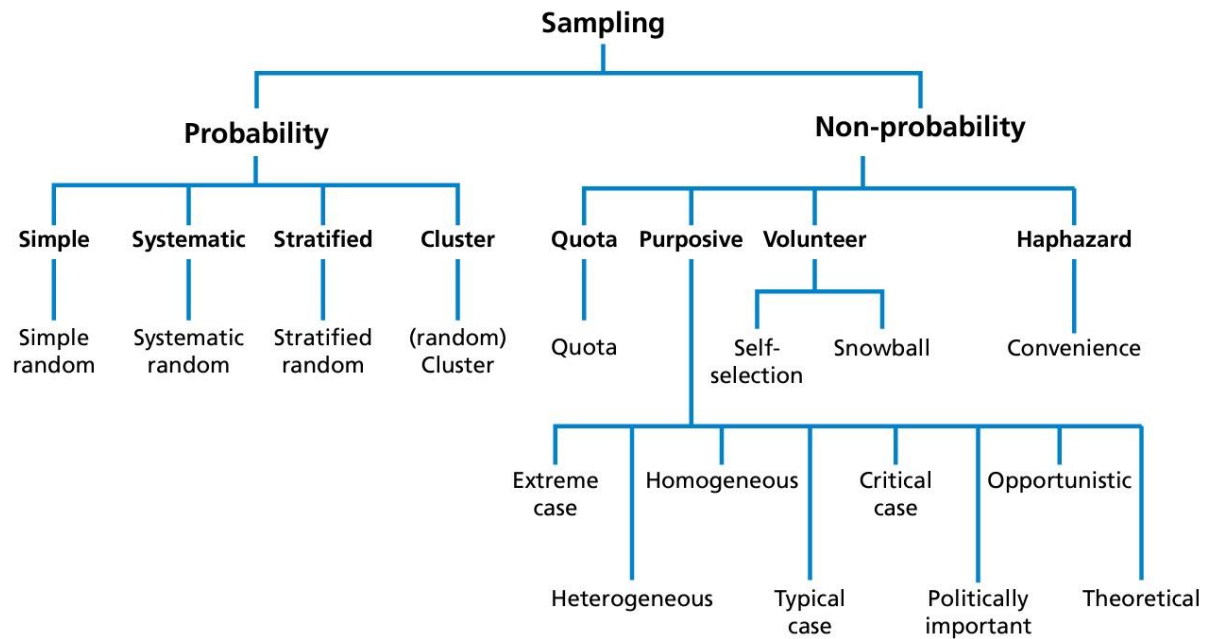 Sampling
Probability
Non-probability
Simple
Systematic
Stratified
Cluster
Quota
Purposive
Volunteer
Haphazard
Simple
random
Systematic
random
Stratified
random
(random)
Cluster
Quota
Self-
selection
Snowball
Convenience
Extreme
case
Homogeneous
Critical
case
Opportunistic
Heterogeneous
Typical
case
Politically
important
Theoretical